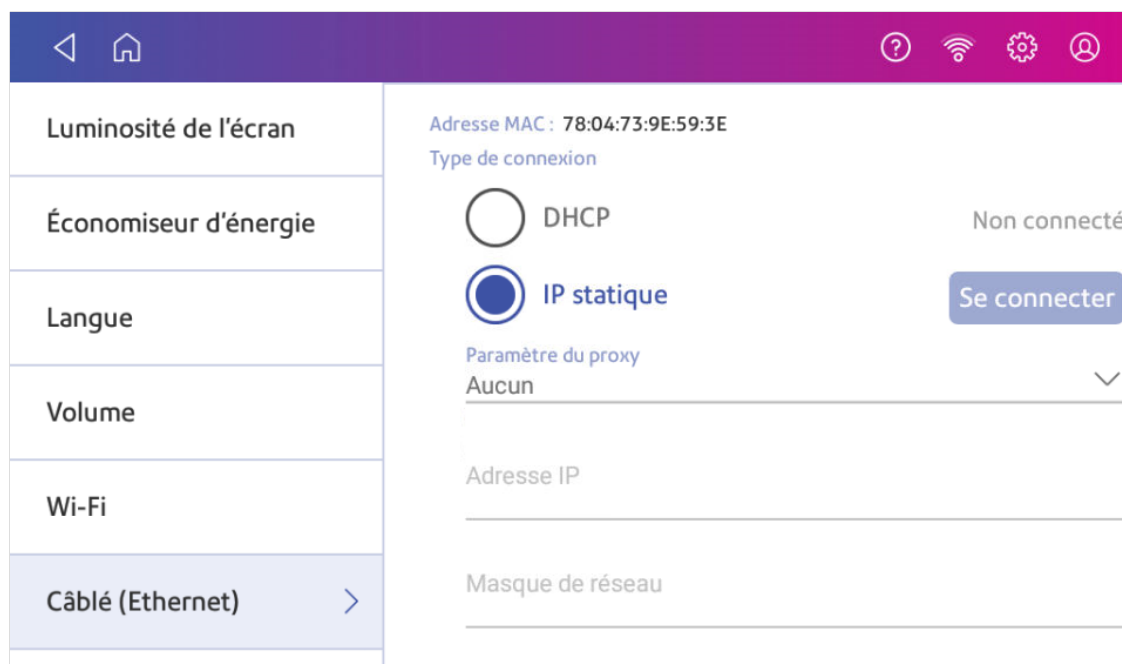 Luminosité de l'écran
Économiseur d'énergie
Langue
Volume
Wi-Fi
Câblé (Ethernet)
Adresse MAC : 78:04:73:9E:59:3E
Type de connexion
DHCP
Non connecté
IP statique
Se connecter
Paramètre du proxy
Aucun
Adresse IP
Masque de réseau